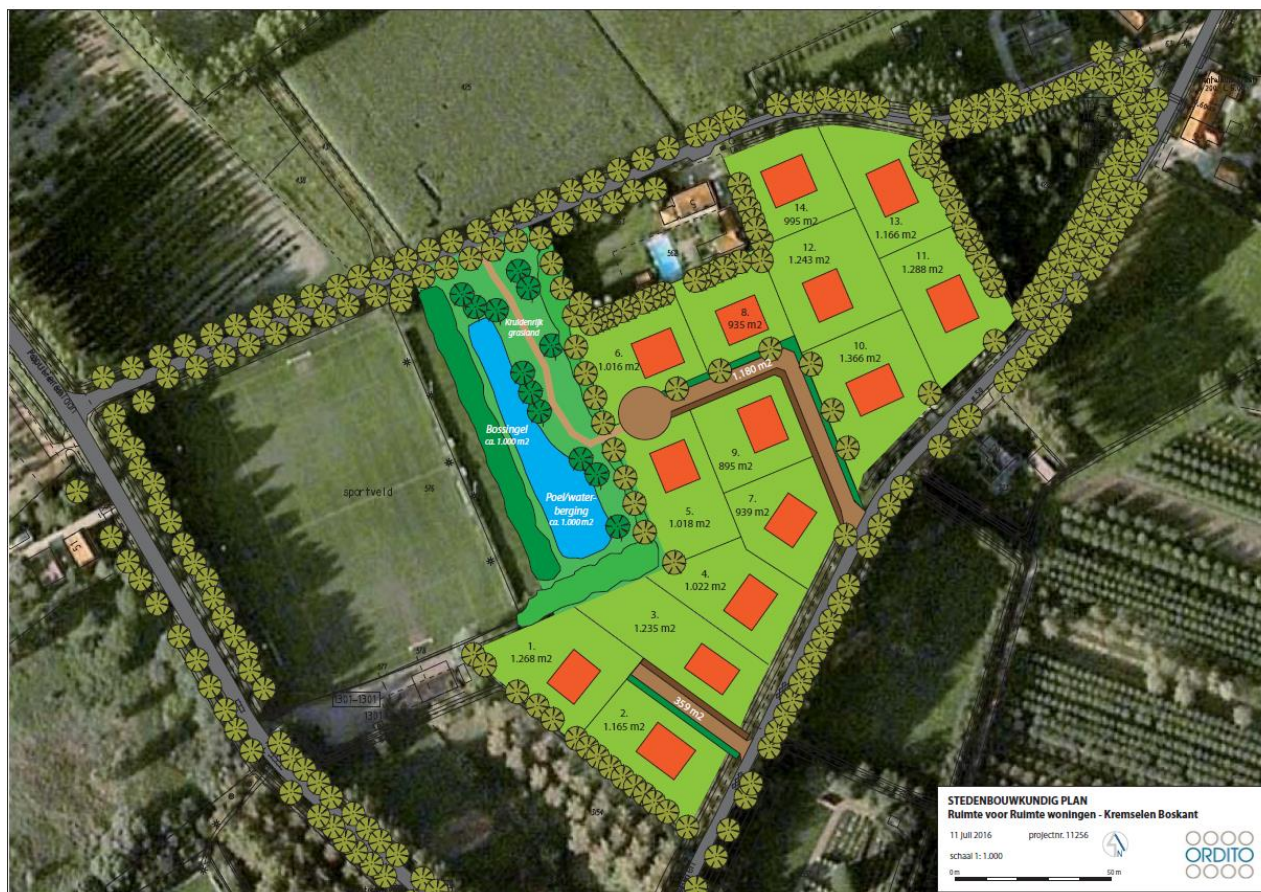 14.
995 m2
13.
1.166 m2
12.
1.243 m2
11.
1.288 m2
8.
935 m2
6.
1.016 m2
10.
1.366 m2
1.180 m2
Kruidenrijk
grasland
Bossingel
ca. 1.000 m2
9.
895 m2
sportveld
576
Poel/water-
berging
ca. 1.000 m2
7.
939 m2
5.
1.018 m2
4.
1.022 m2
3.
1.235 m2
1.
1.268 m2
1301-1301
359 m2
2.
1.165 m2
STEDENBOUWKUNDIG PLAN
Ruimte voor Ruimte woningen - Kremselen Boskant
11 juli 2016 projectnr. 11256
schaal 1: 1.000
N
0 m 50 m
ORDITO